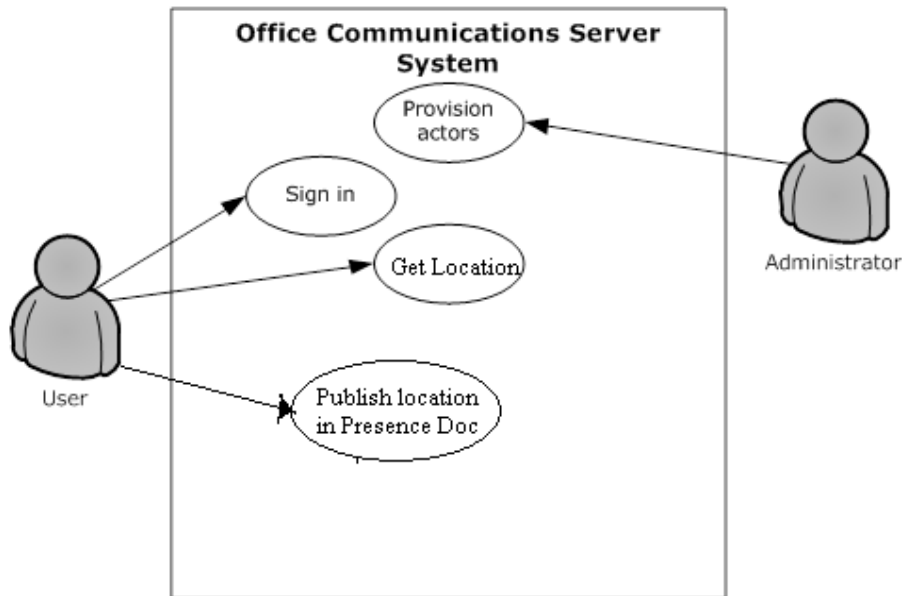 Office Communications Server
System
Provision
actors
Sign in
Get Location
Administrator
User
Publish location
in Presence Doc